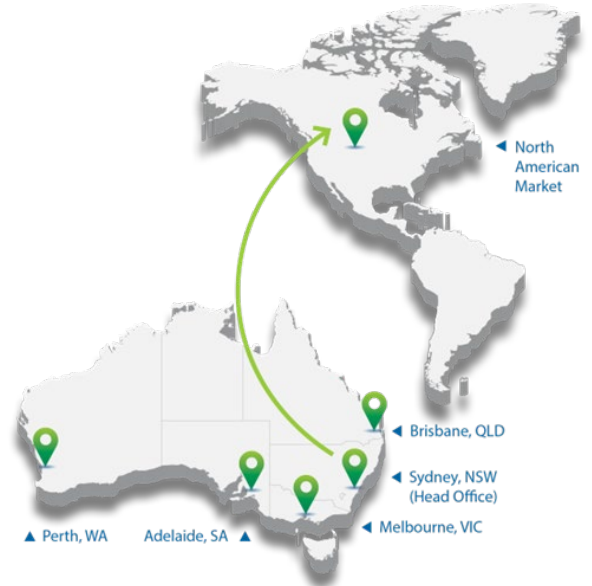 North
American
Market
Brisbane, QLD
Sydney, NSW
(Head Office)
Melbourne, VIC
Perth, WA
Adelaide, SA